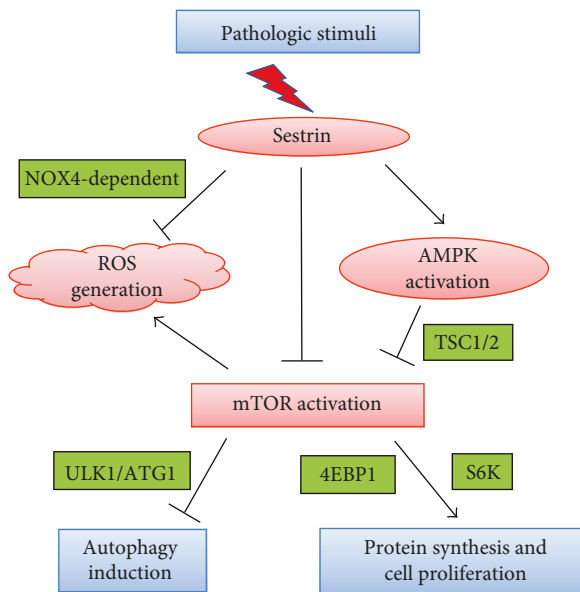 Pathologic stimuli
Sestrin
NOX4-dependent
ROS
generation
AMPK
activation
TSC1/2
mTOR activation
ULK1/ATG1
4EBP1
S6K
Autophagy
induction
Protein synthesis and
cell proliferation